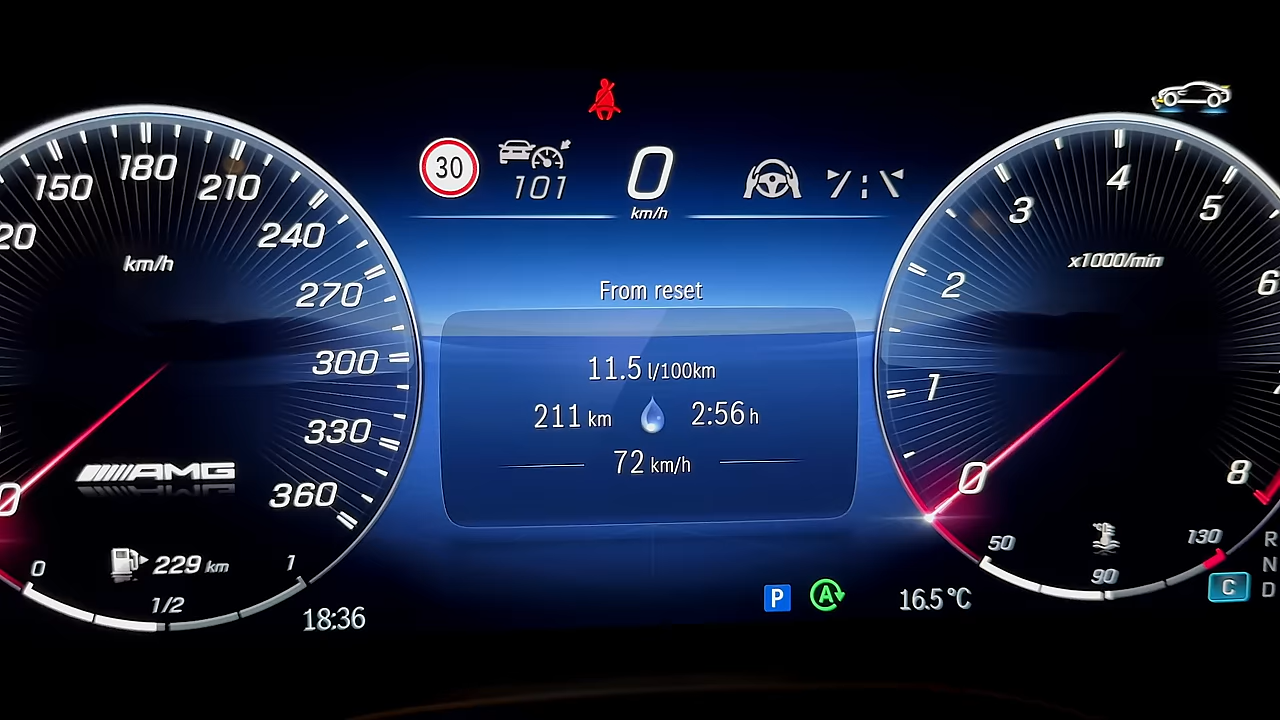 30
101
0
km/h
20
150
180
210
240
270
300
330
360
km/h
AMG
0
229 km
0
1/2
1
18:36
From reset
11.5 l/100km
211 km
2:56 h
72 km/h
P
A
16.5 °C
0
1
2
3
4
5
6
8
x1000/min
50
90
130
R
N
D
C